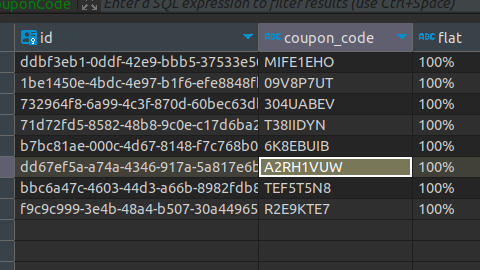 ouponCode Enter a SQL expression to filter results (use Ctrl+Space)
id coupon_code flat
ddbf3eb1-0ddf-42e9-bbb5-37533e50 MIFE1EHO 100%
1be1450e-4bdc-4e97-b1f6-efe8848fl 09V8P7UT 100%
732964f8-6a99-4c3f-870d-60bec63dl 304UABEV 100%
71d72fd5-8582-48b8-9c0e-c17d6ba2 T38IIDYN 100%
b7bc81ae-000c-4d67-8148-f7c768b0 6K8EBUIB 100%
dd67ef5a-a74a-4346-917a-5a817e6b A2RH1VUW 100%
bbc6a47c-4603-44d3-a66b-8982fdb8 TEF5T5N8 100%
f9c9c999-3e4b-48a4-b507-30a44965 R2E9KTE7 100%